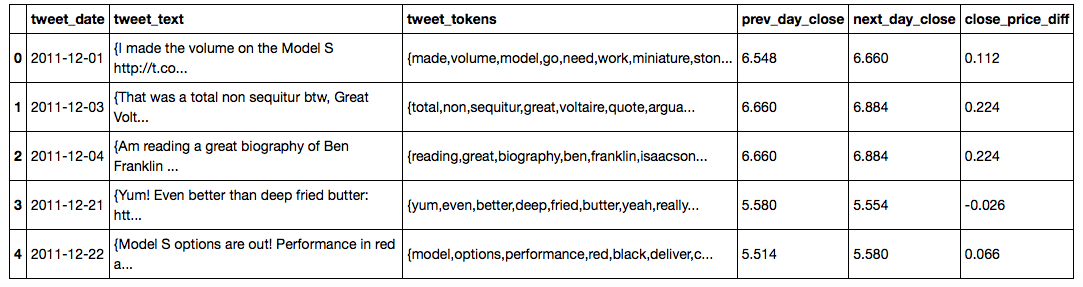 tweet_date tweet_text tweet_tokens prev_day_close next_day_close close_price_diff
0 2011-12-01 {I made the volume on the Model S http://t.co... {made,volume,model,go,need,work,miniature,ston... 6.548 6.660 0.112
1 2011-12-03 {That was a total non sequitur btw, Great Volt... {total,non,sequitur,great,voltaire,quote,argua... 6.660 6.884 0.224
2 2011-12-04 {Am reading a great biography of Ben Franklin ... {reading,great,biography,ben,franklin,isaacson... 6.660 6.884 0.224
3 2011-12-21 {Yum! Even better than deep fried butter: htt... {yum,even,better,deep,fried,butter,yeah,really... 5.580 5.554 -0.026
4 2011-12-22 {Model S options are out! Performance in red a... {model,options,performance,red,black,deliver,c... 5.514 5.580 0.066